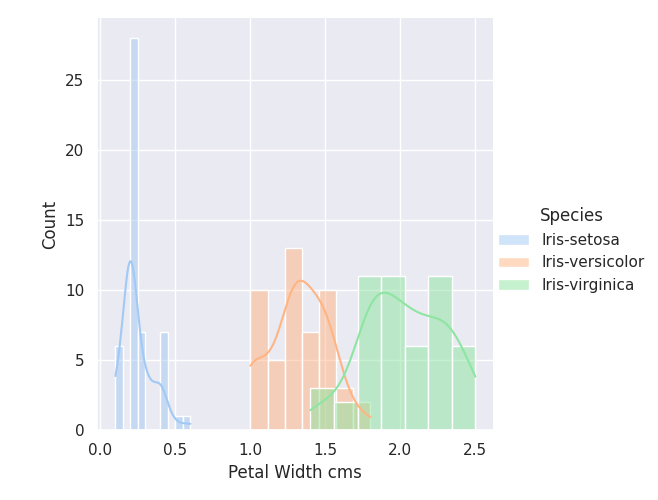 25
20
15
10
5
0
Count
0.0 0.5 1.0 1.5 2.0 2.5
Petal Width cms
Species
Iris-setosa
Iris-versicolor
Iris-virginica